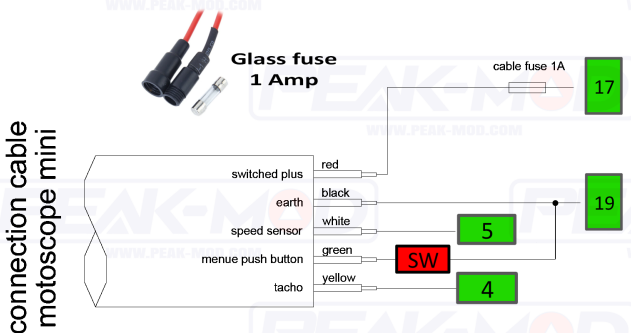 Glass fuse
1 Amp
cable fuse 1A
17
connection cable
motoscope mini
switched plus
red
earth
black
19
speed sensor
white
5
menue push button
green
SW
tacho
yellow
4
PEAK-MOD
WWW.PEAK-MOD.COM